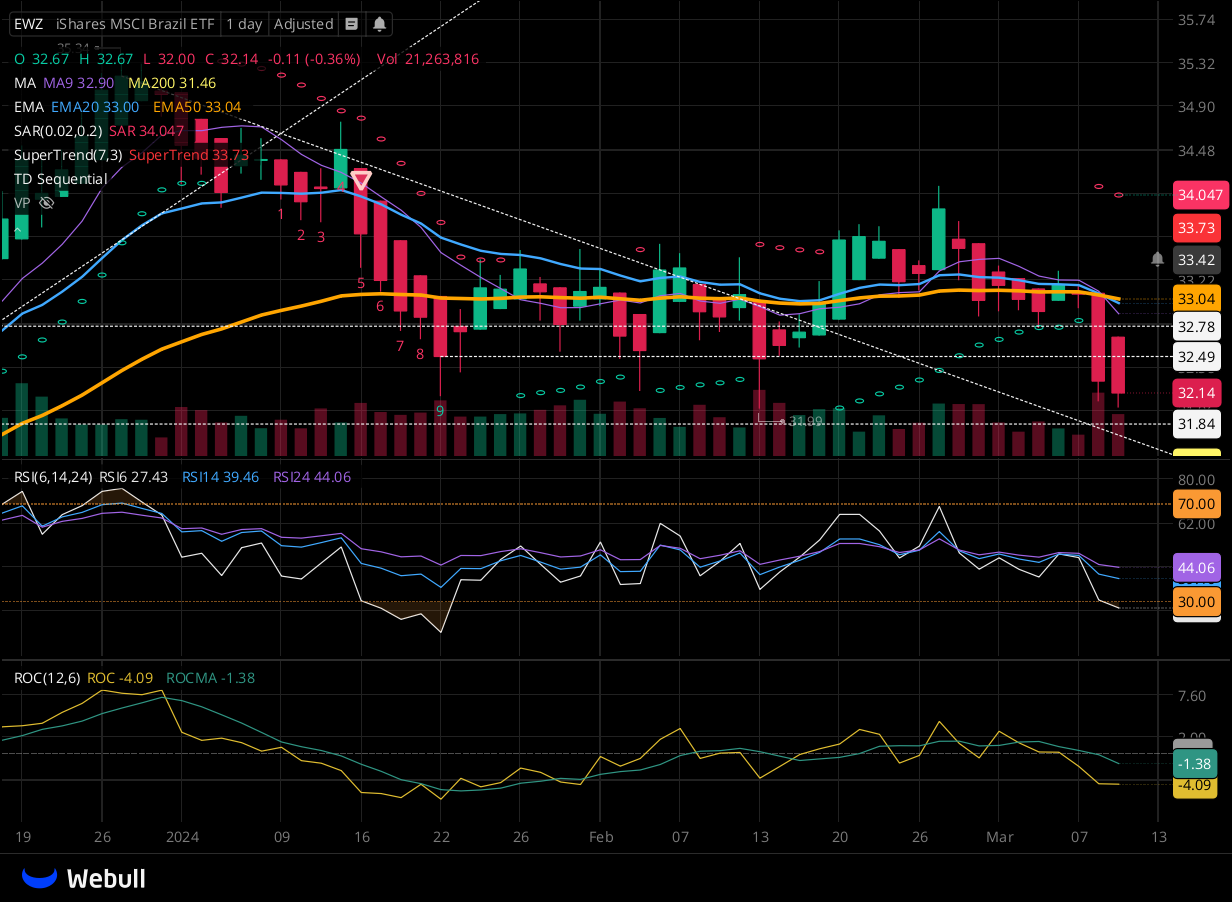 EWZ iShares MSCI Brazil ETF 1 day Adjusted
O 32.67 H 32.67 L 32.00 C 32.14 -0.11 (-0.36%) Vol 21,263,816
MA MA9 32.90 MA200 31.46
EMA EMA20 33.00 EMA50 33.04
SAR(0.02,0.2) SAR 34.047
SuperTrend(7,3) SuperTrend 33.73
TD Sequential
VP
1
2
3
5
6
7
8
9
31.99
35.74
35.32
34.90
34.48
34.047
33.73
33.42
33.22
33.04
32.78
32.49
32.14
31.84
RSI(6,14,24) RSI6 27.43 RSI14 39.46 RSI24 44.06
80.00
70.00
62.00
44.06
30.00
ROC(12,6) ROC -4.09 ROCMA -1.38
7.60
-1.38
-4.09
19 26 2024 09 16 22 26 Feb 07 13 20 26 Mar 07 13
Webull